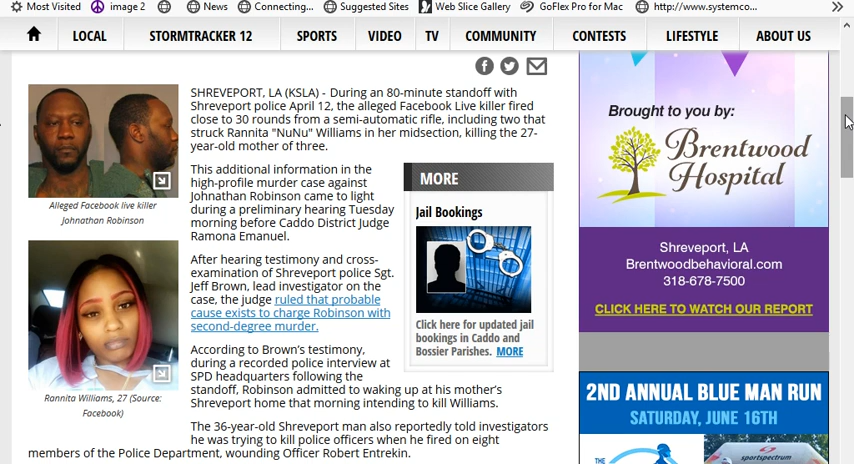 Most Visited
image 2
News
Connecting...
Suggested Sites
Web Slice Gallery
GoFlex Pro for Mac
http://www.systemco...
LOCAL
STORMTRACKER 12
SPORTS
VIDEO
TV
COMMUNITY
CONTESTS
LIFESTYLE
ABOUT US
Alleged Facebook live killer
Johnathan Robinson
Rannita Williams, 27 (Source:
Facebook)
SHREVEPORT, LA (KSLA) - During an 80-minute standoff with
Shreveport police April 12, the alleged Facebook Live killer fired
close to 30 rounds from a semi-automatic rifle, including two that
struck Rannita "NuNu" Williams in her midsection, killing the 27-
year-old mother of three.
This additional information in the
high-profile murder case against
Johnathan Robinson came to light
during a preliminary hearing Tuesday
morning before Caddo District Judge
Ramona Emanuel.
After hearing testimony and cross-
examination of Shreveport police Sgt.
Jeff Brown, lead investigator on the
case, the judge ruled that probable
cause exists to charge Robinson with
second-degree murder.
According to Brown's testimony,
during a recorded police interview at
SPD headquarters following the
standoff, Robinson admitted to waking up at his mother's
Shreveport home that morning intending to kill Williams.
The 36-year-old Shreveport man also reportedly told investigators
he was trying to kill police officers when he fired on eight
members of the Police Department, wounding Officer Robert Entrekin.
MORE
Jail Bookings
Click here for updated jail
bookings in Caddo and
Bossier Parishes. MORE
Brought to you by:
Brentwood
Hospital
Shreveport, LA
Brentwoodbehavioral.com
318-678-7500
CLICK HERE TO WATCH OUR REPORT
2ND ANNUAL BLUE MAN RUN
SATURDAY, JUNE 16TH
THE
sportspectrum